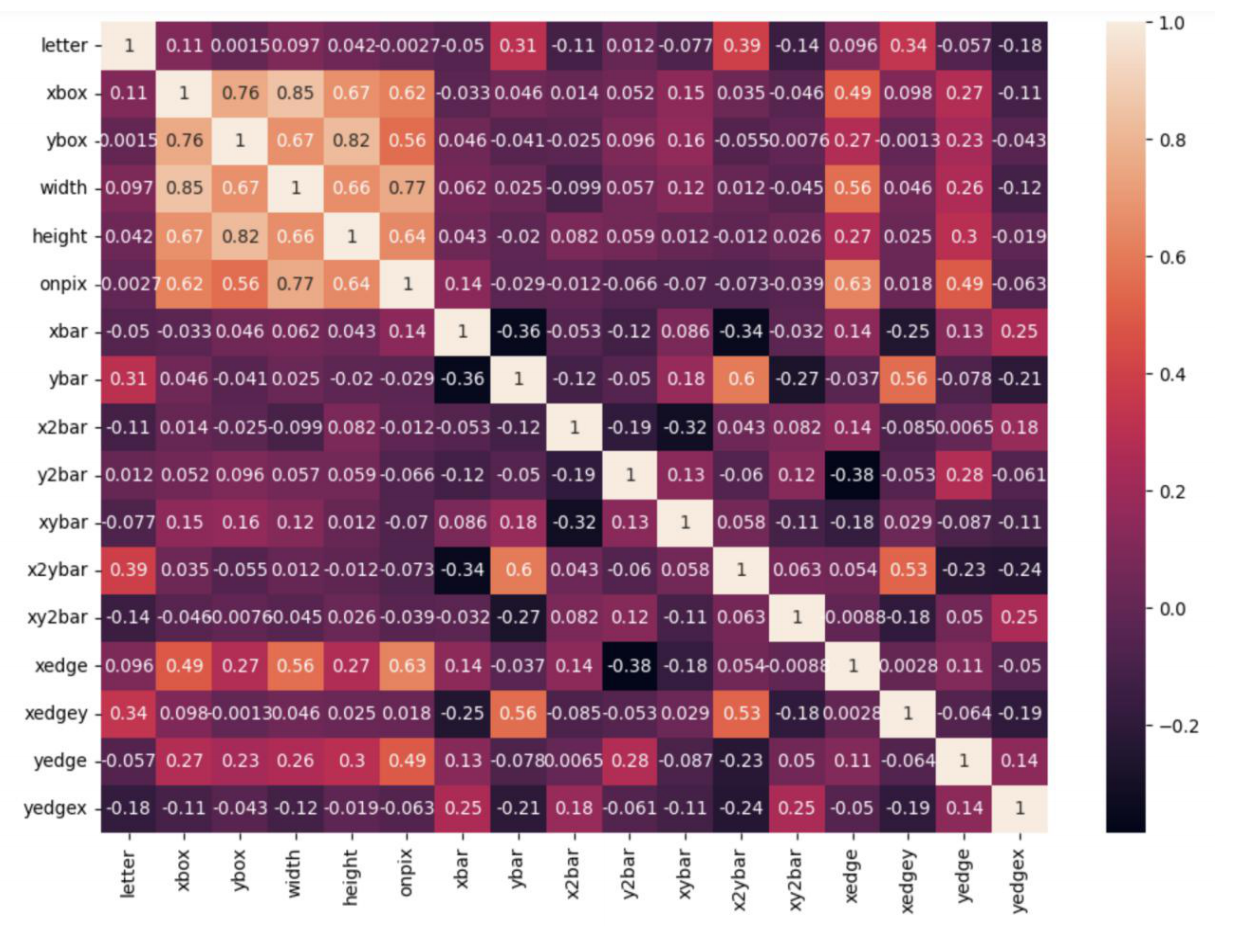 letter 1 0.11 0.0015 0.097 0.042 -0.0027 -0.05 0.31 -0.11 0.012 -0.077 0.39 -0.14 0.096 0.34 -0.057 -0.18
xbox 0.11 1 0.76 0.85 0.67 0.62 -0.033 0.046 0.014 0.052 0.15 0.035 -0.046 0.49 0.098 0.27 -0.11
ybox 0.0015 0.76 1 0.67 0.82 0.56 0.046 -0.041 -0.025 0.096 0.16 -0.055 0.0076 0.27 -0.0013 0.23 -0.043
width 0.097 0.85 0.67 1 0.66 0.77 0.062 0.025 -0.099 0.057 0.12 0.012 -0.045 0.56 0.046 0.26 -0.12
height 0.042 0.67 0.82 0.66 1 0.64 0.043 -0.02 0.082 0.059 0.012 -0.012 0.026 0.27 0.025 0.3 -0.019
onpix -0.0027 0.62 0.56 0.77 0.64 1 0.14 -0.029 -0.012 -0.066 -0.07 -0.073 -0.039 0.63 0.018 0.49 -0.063
xbar -0.05 -0.033 0.046 0.062 0.043 0.14 1 -0.36 -0.053 -0.12 0.086 -0.34 -0.032 0.14 -0.25 0.13 0.25
ybar 0.31 0.046 -0.041 0.025 -0.02 -0.029 -0.36 1 -0.12 -0.05 0.18 0.6 -0.27 -0.037 0.56 -0.078 -0.21
x2bar -0.11 0.014 -0.025 -0.099 0.082 -0.012 -0.053 -0.12 1 -0.19 -0.32 0.043 0.082 0.14 -0.085 0.0065 0.18
y2bar 0.012 0.052 0.096 0.057 0.059 -0.066 -0.12 -0.05 -0.19 1 0.13 -0.06 0.12 -0.38 -0.053 0.28 -0.061
xybar -0.077 0.15 0.16 0.12 0.012 -0.07 0.086 0.18 -0.32 0.13 1 0.058 -0.11 -0.18 0.029 -0.087 -0.11
x2ybar 0.39 0.035 -0.055 0.012 -0.012 -0.073 -0.34 0.6 0.043 -0.06 0.058 1 0.063 0.054 0.53 -0.23 -0.24
xy2bar -0.14 -0.046 0.0076 0.045 0.026 -0.039 -0.032 -0.27 0.082 0.12 -0.11 0.063 1 0.0088 -0.18 0.05 0.25
xedge 0.096 0.49 0.27 0.56 0.27 0.63 0.14 -0.037 0.14 -0.38 -0.18 0.054 -0.0088 1 0.0028 0.11 -0.05
xedgey 0.34 0.098 -0.0013 0.046 0.025 0.018 -0.25 0.56 -0.085 -0.053 0.029 0.53 -0.18 0.0028 1 -0.064 -0.19
yedge -0.057 0.27 0.23 0.26 0.3 0.49 0.13 -0.078 0.0065 0.28 -0.087 -0.23 0.05 0.11 -0.064 1 0.14
yedgex -0.18 -0.11 -0.043 -0.12 -0.019 -0.063 0.25 -0.21 0.18 -0.061 -0.11 -0.24 0.25 -0.05 -0.19 0.14 1
letter xbox ybox width height onpix xbar ybar x2bar y2bar xybar x2ybar xy2bar xedge xedgey yedge yedgex
1.0
0.8
0.6
0.4
0.2
0.0
−0.2